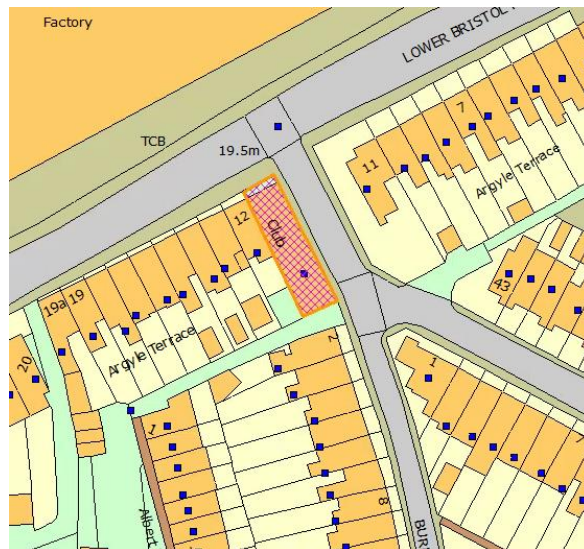 Factory
LOWER BRISTOL
TCB
19.5m
7
11
Argyle Terrace
12
Club
19a 19
43
Argyle Terrace
20
2
1
1
7
8
Albert
BUR